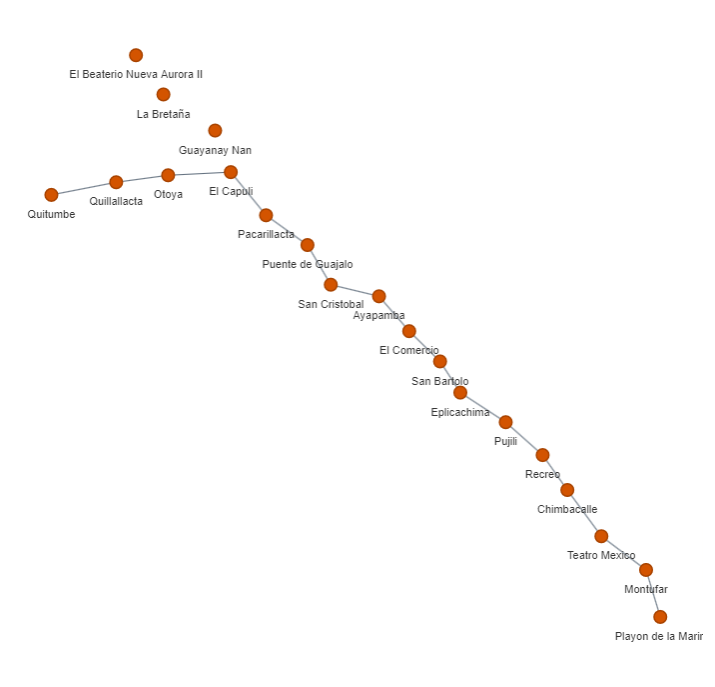 El Beaterio Nueva Aurora II
La Bretaña
Guayanay Nan
El Capuli
Otoya
Quillallacta
Quitumbe
Pacarillacta
Puente de Guajalo
San Cristobal
Ayapamba
El Comercio
San Bartolo
Eplicachima
Pujili
Recreo
Chimbacalle
Teatro Mexico
Montufar
Playon de la Marir